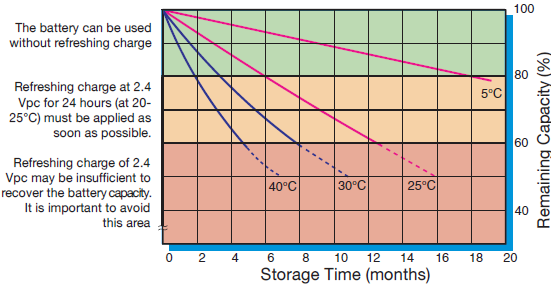 The battery can be used
without refreshing charge
Refreshing charge at 2.4
Vpc for 24 hours (at 20-
25°C) must be applied as
soon as possible.
Refreshing charge of 2.4
Vpc may be insufficient to
recover the battery capacity.
It is important to avoid
this area
100
80
60
40
Remaining Capacity (%)
5°C
40°C
30°C
25°C
0 2 4 6 8 10 12 14 16 18 20
Storage Time (months)